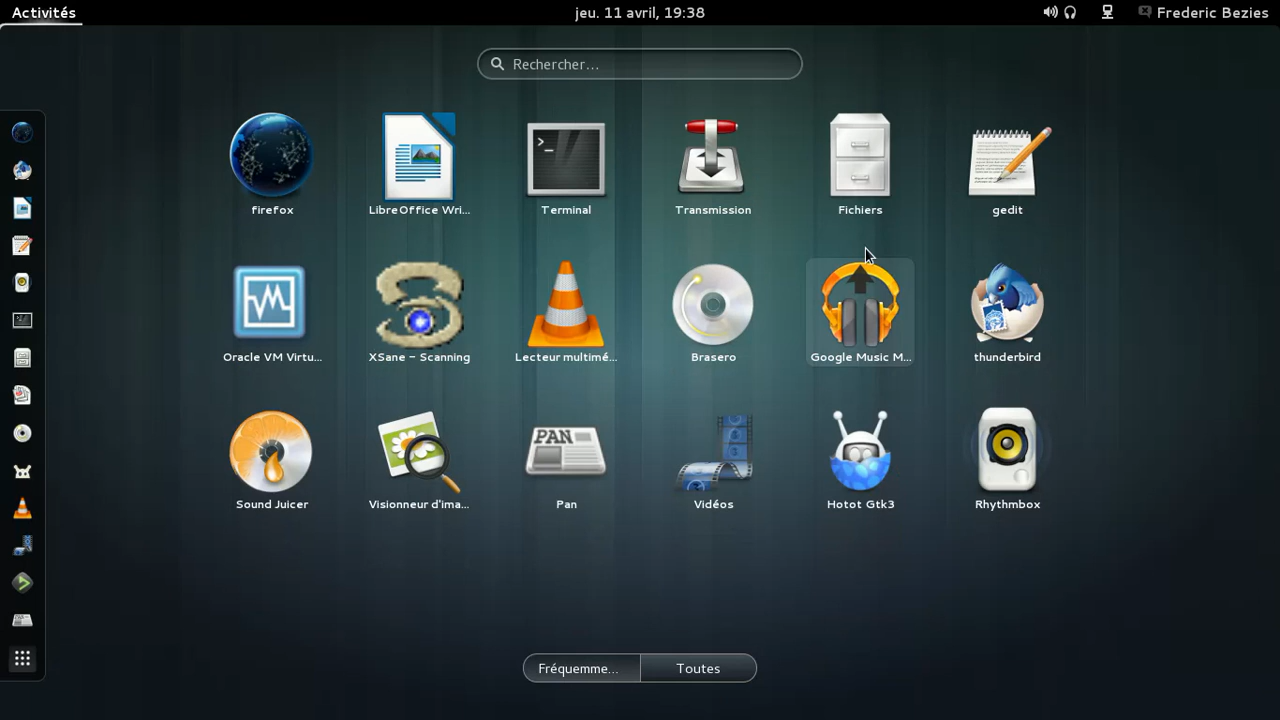 Activités
jeu. 11 avril, 19:38
Frederic Bezies
Rechercher...
firefox
LibreOffice Wri...
Terminal
Transmission
Fichiers
gedit
Oracle VM Virtu...
XSane - Scanning
Lecteur multimé...
Brasero
Google Music M...
thunderbird
PAN
Sound Juicer
Visionneur d'ima...
Pan
Vidéos
Hotot Gtk3
Rhythmbox
Fréquemme...
Toutes